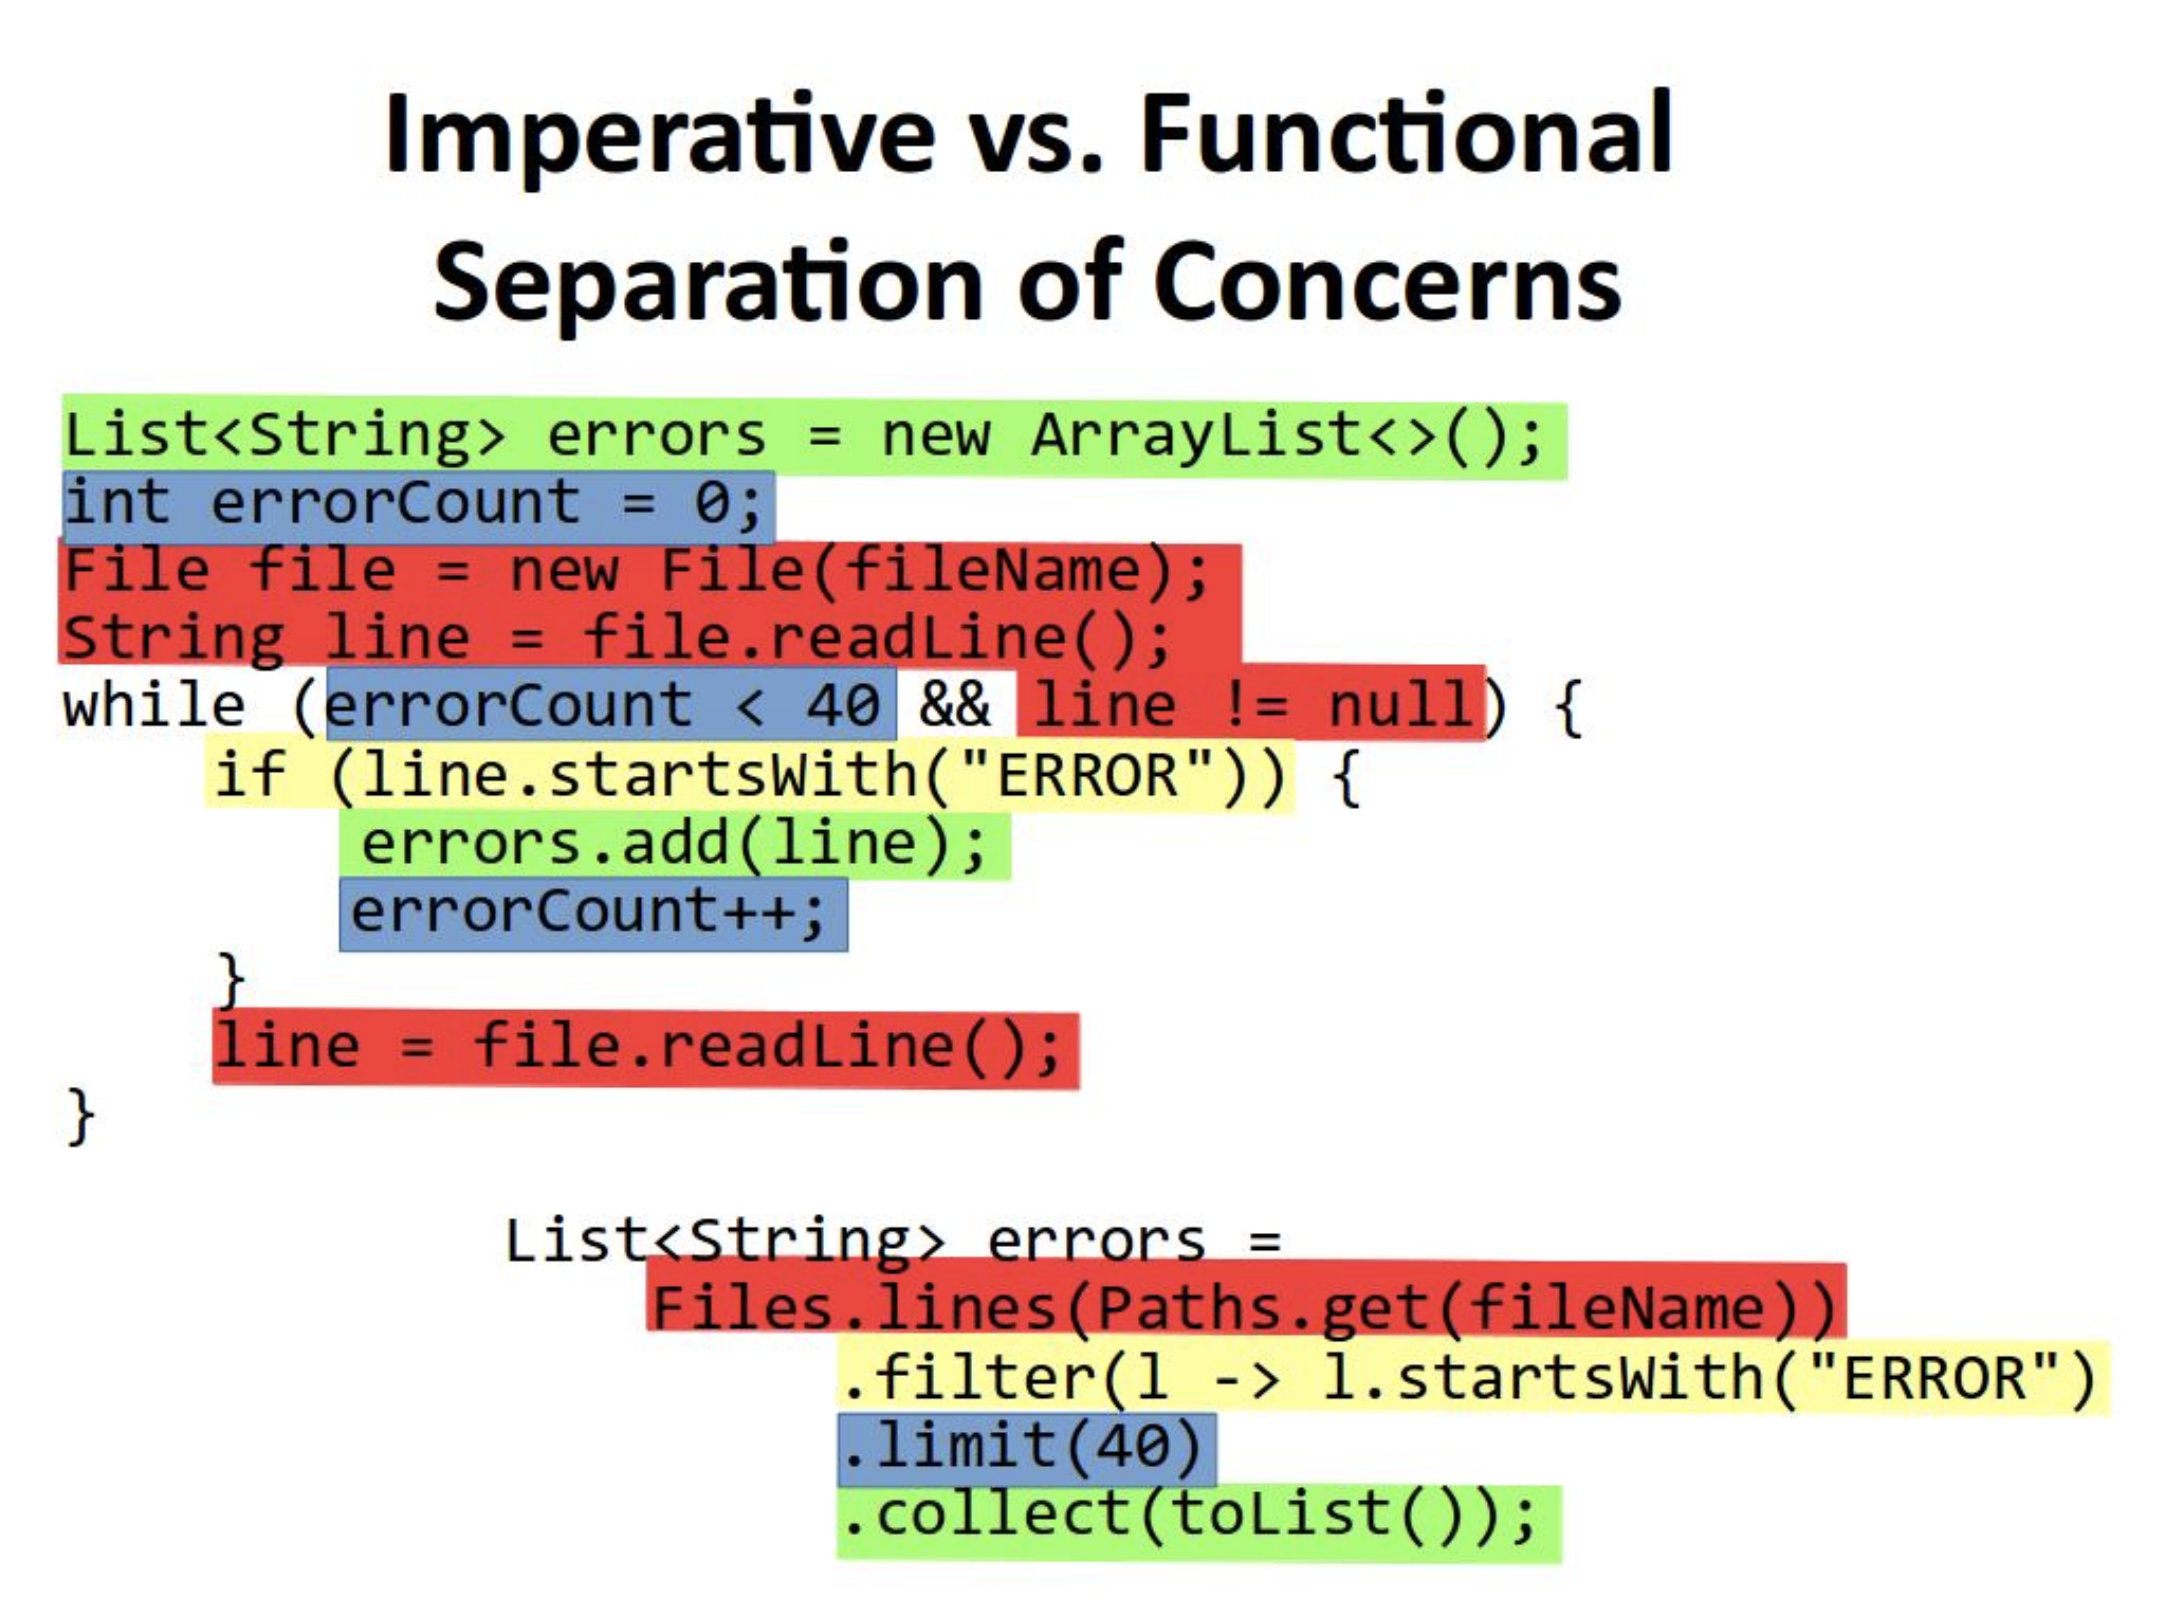 Imperative vs. Functional
Separation of Concerns
List<String> errors = new ArrayList<>();
int errorCount = 0;
File file = new File(fileName);
String line = file.readLine();
while (errorCount < 40 && line != null) {
    if (line.startsWith("ERROR")) {
        errors.add(line);
        errorCount++;
    }
    line = file.readLine();
}
List<String> errors =
    Files.lines(Paths.get(fileName))
        .filter(l -> l.startsWith("ERROR")
        .limit(40)
        .collect(toList());